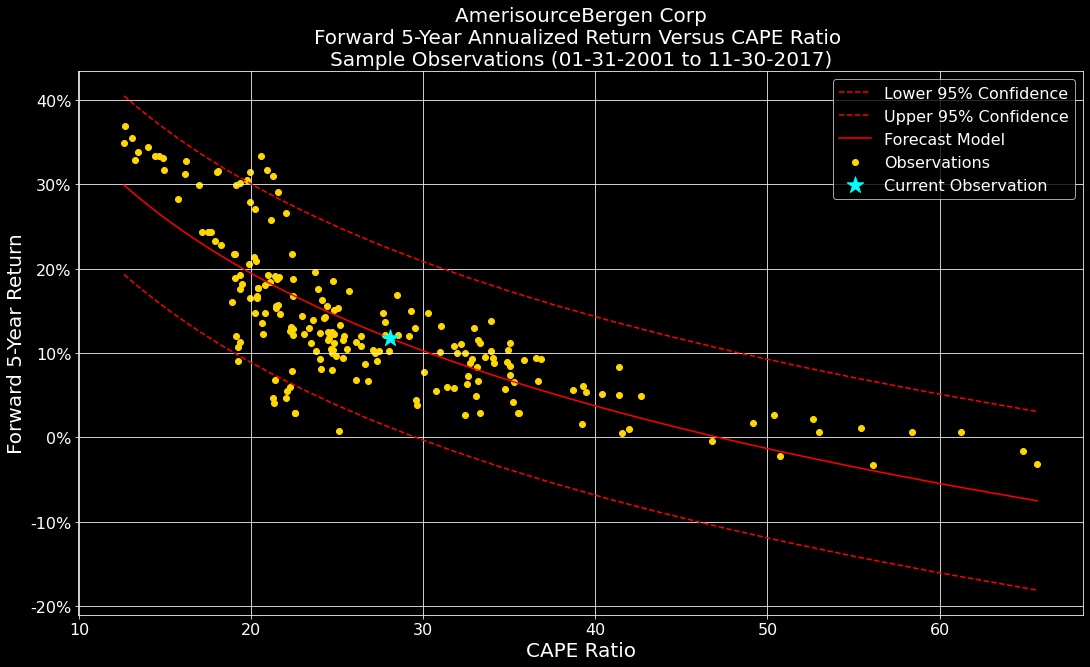 AmerisourceBergen Corp
Forward 5-Year Annualized Return Versus CAPE Ratio
Sample Observations (01-31-2001 to 11-30-2017)
Lower 95% Confidence
Upper 95% Confidence
Forecast Model
Observations
Current Observation
Forward 5-Year Return
40%
30%
20%
10%
0%
-10%
-20%
10
20
30
40
50
60
CAPE Ratio